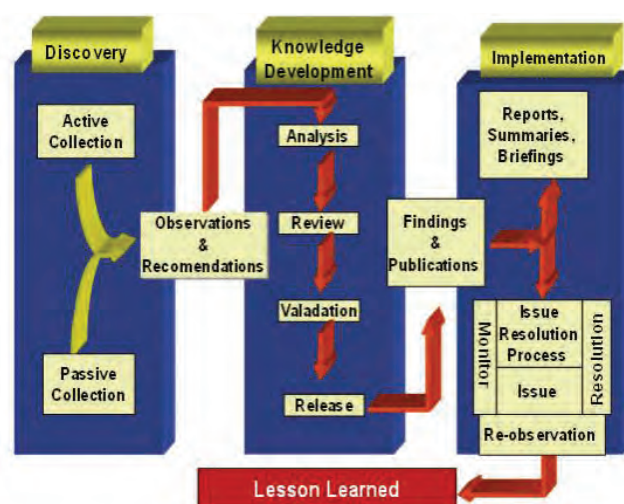 Discovery
Active
Collection
Passive
Collection
Observations
&
Recomendations
Knowledge
Development
Analysis
Review
Valadation
Release
Findings
&
Publications
Implementation
Reports,
Summaries,
Briefings
Monitor
Issue
Resolution
Process
Issue
Resolution
Re-observation
Lesson Learned